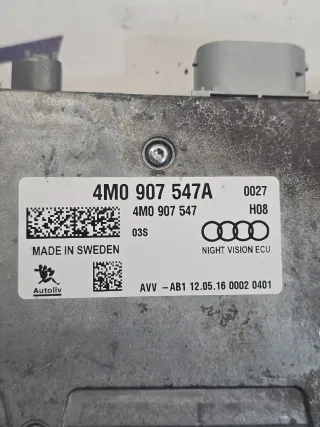 4M0 907 547A 0027
4M0 907 547 H08
03S
MADE IN SWEDEN NIGHT VISION ECU
Autoliv AVV -AB1 12.05.16 0002 0401